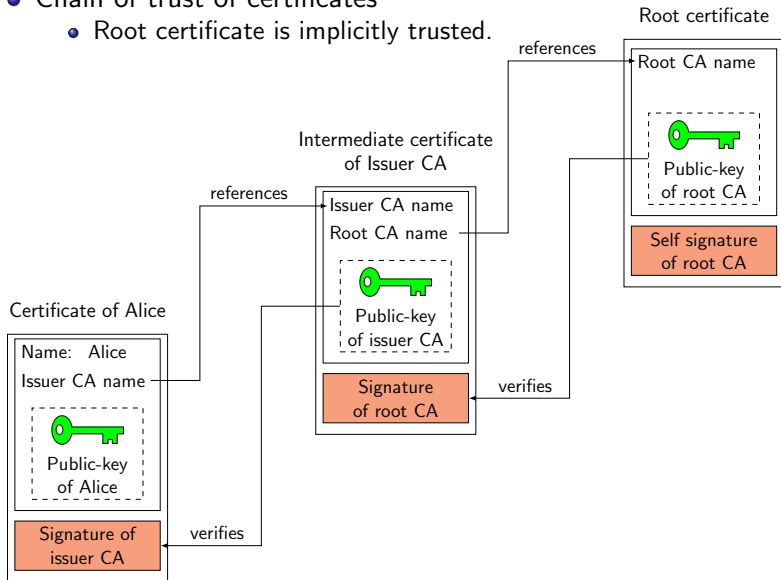 Chain of trust of certificates
Root certificate is implicitly trusted.
Root certificate
references
Root CA name
Public-key
of root CA
Self signature
of root CA
Intermediate certificate
of Issuer CA
references
Issuer CA name
Root CA name
Public-key
of issuer CA
Signature
of root CA
verifies
Certificate of Alice
Name: Alice
Issuer CA name
Public-key
of Alice
Signature of
issuer CA
verifies